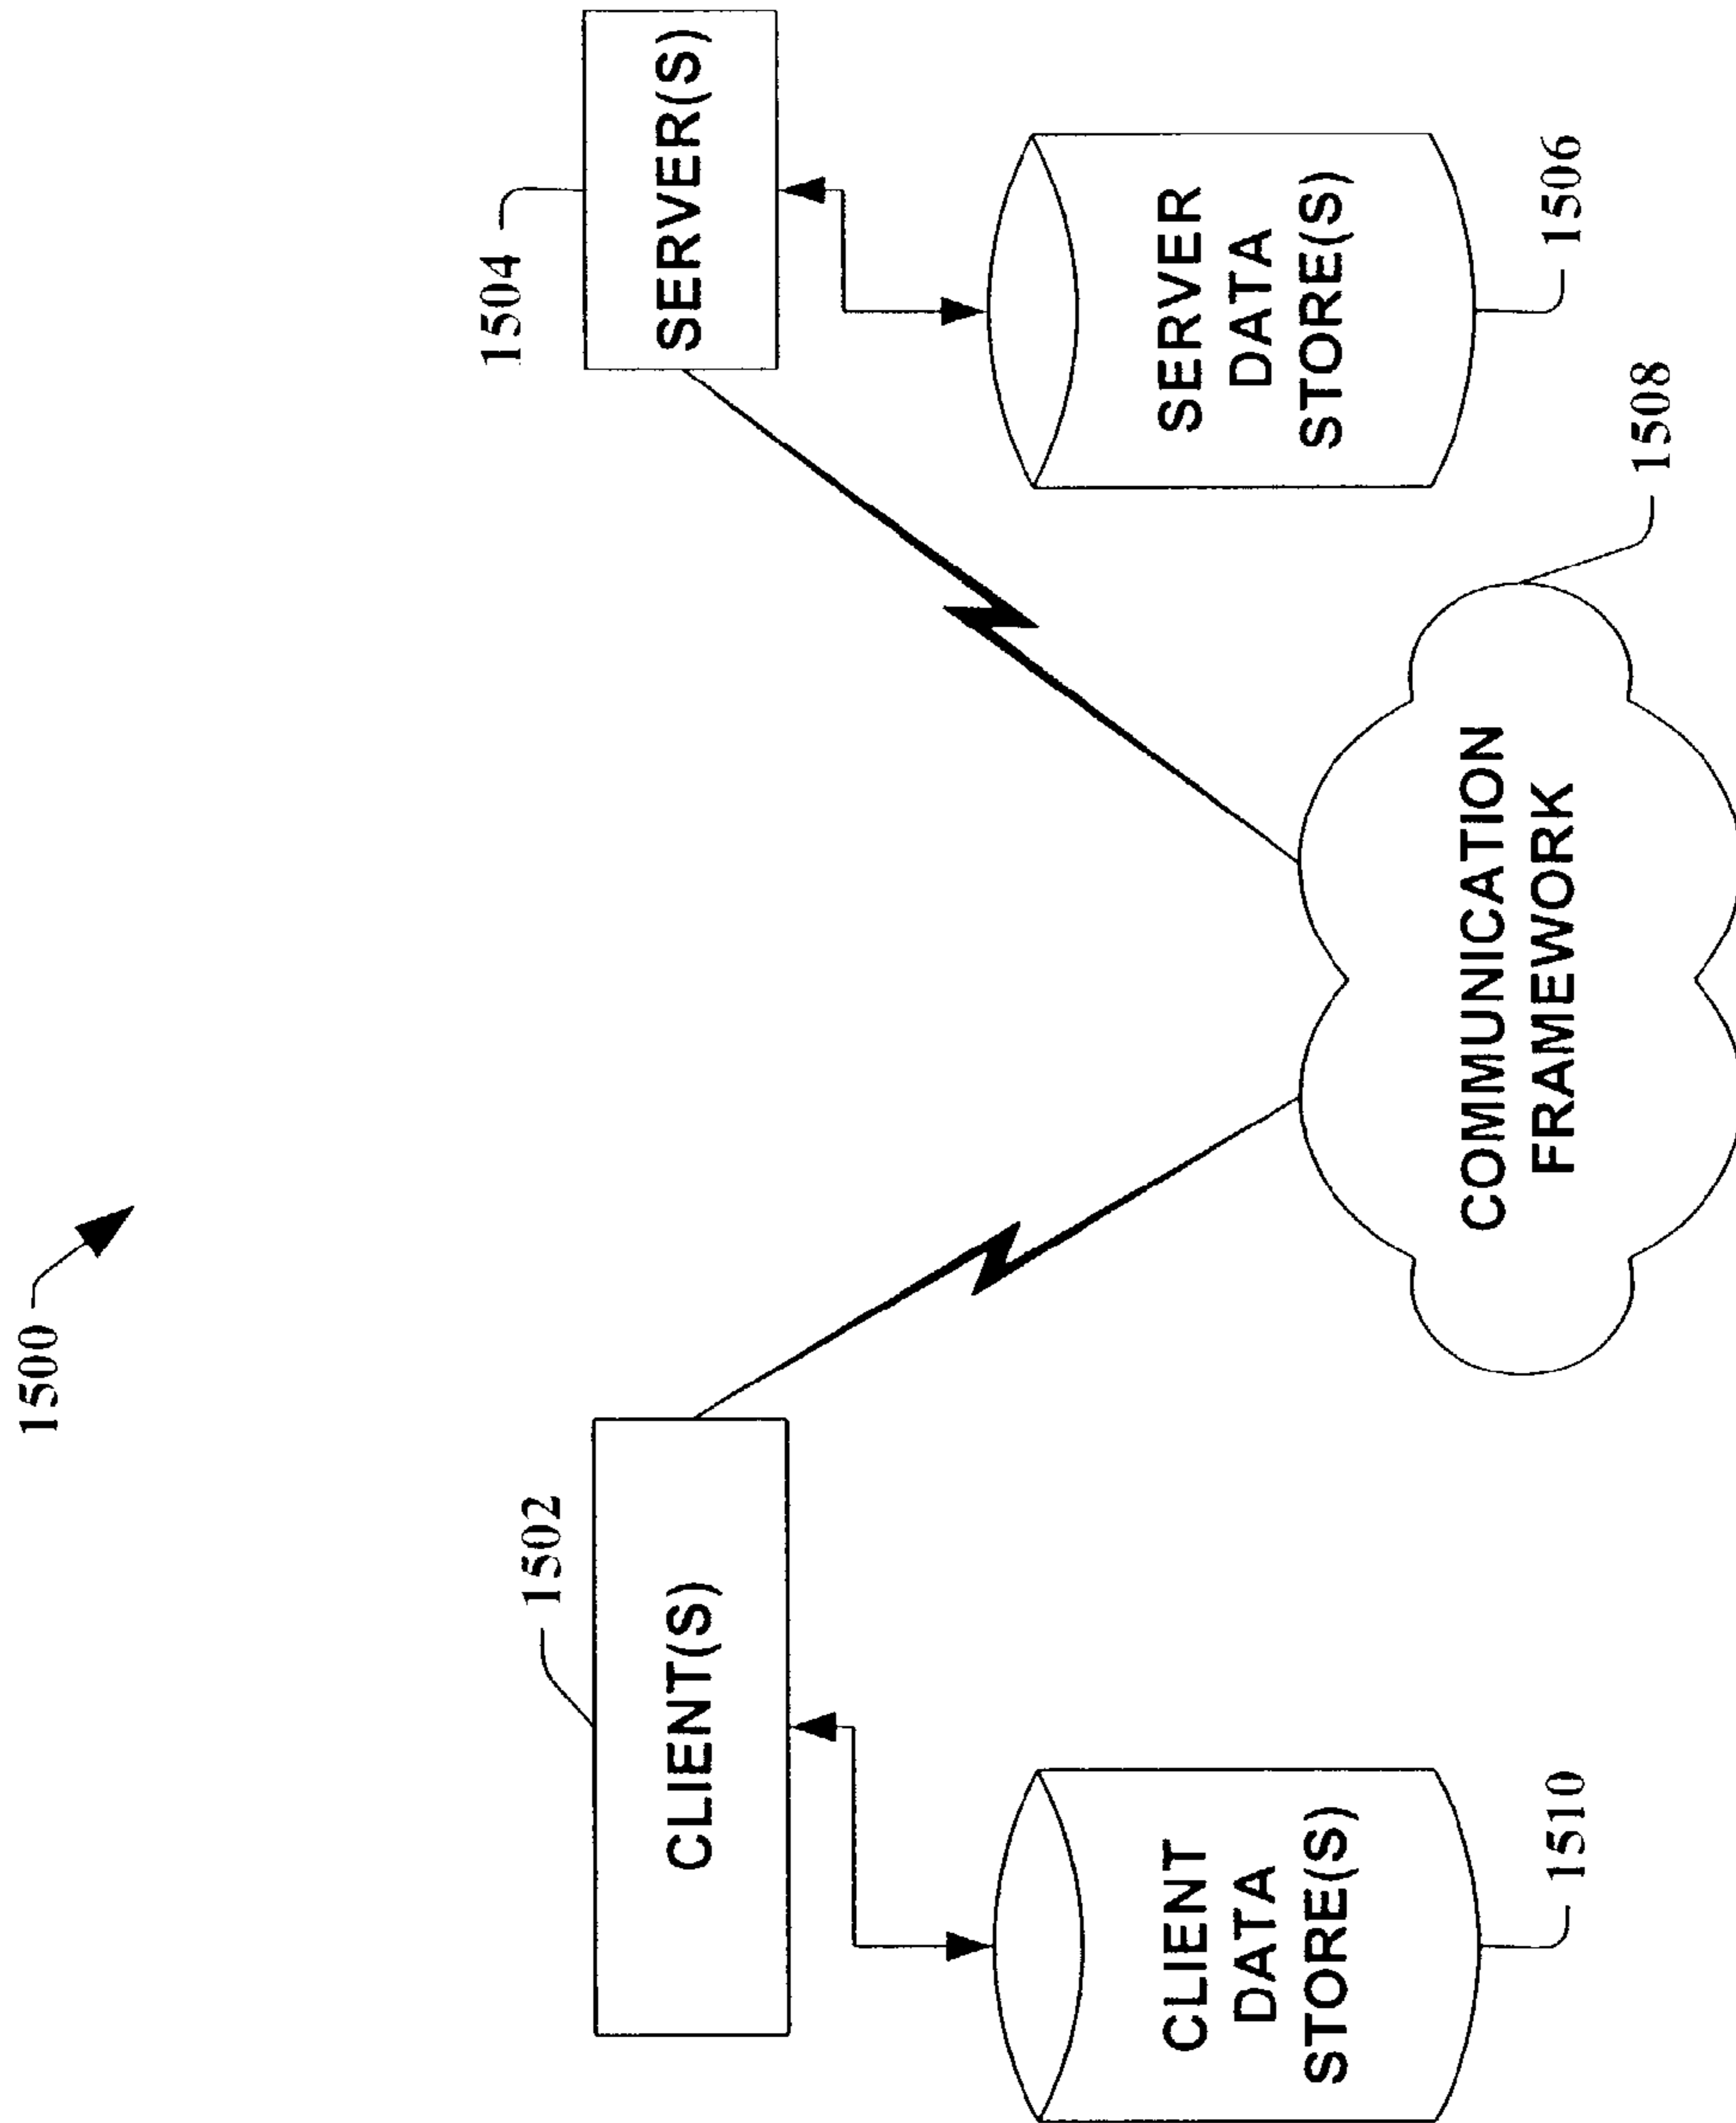 1500
1502
CLIENT(S)
1504
SERVER(S)
CLIENT
DATA
STORE(S)
1510
SERVER
DATA
STORE(S)
1506
COMMUNICATION
FRAMEWORK
1508